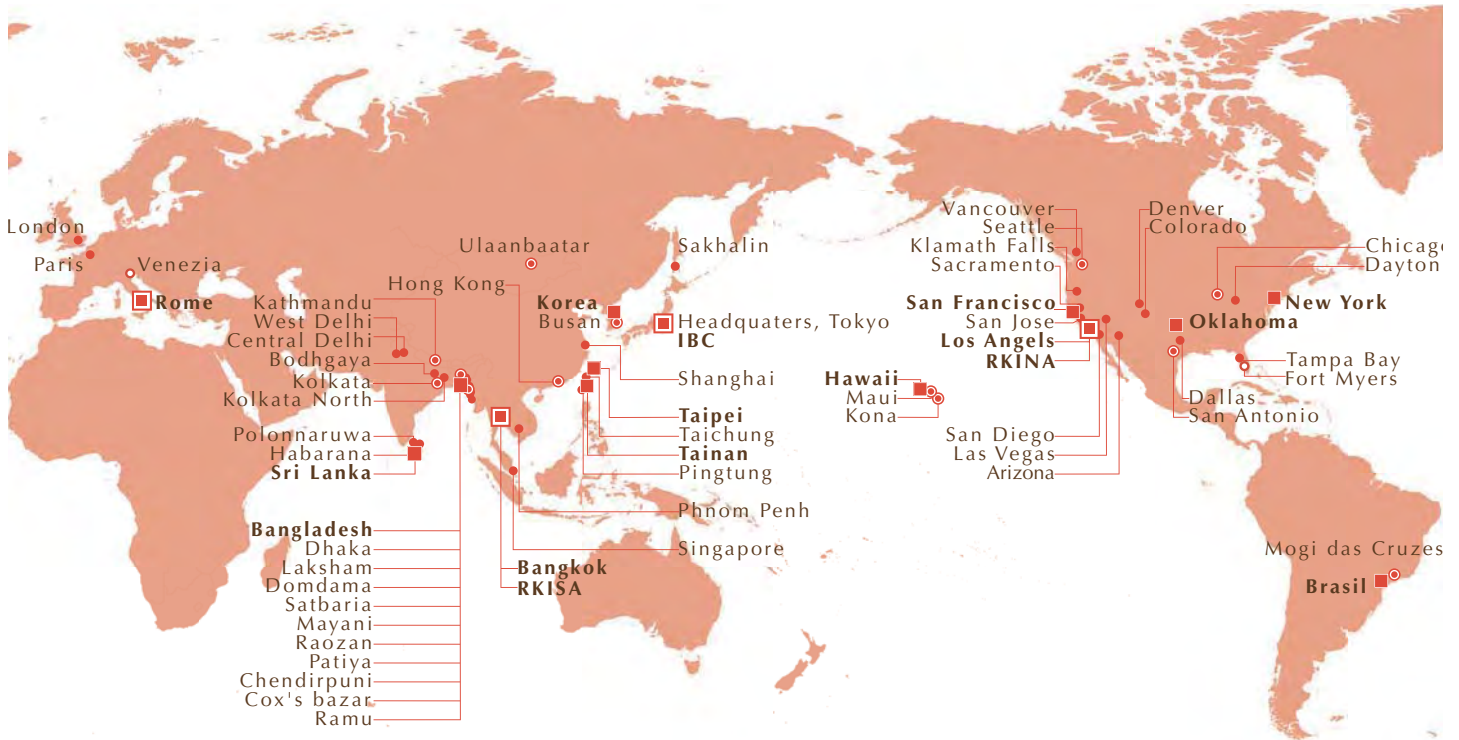 London
Paris
Venezia
Rome
Ulaanbaatar
Hong Kong
Kathmandu
West Delhi
Central Delhi
Bodhgaya
Kolkata
Kolkata North
Polonnaruwa
Habarana
Sri Lanka
Bangladesh
Dhaka
Laksham
Domdama
Satbaria
Mayani
Raozan
Patiya
Chendirpuni
Cox's bazar
Ramu
Sakhalin
Korea
Busan
Headquaters, Tokyo
IBC
Shanghai
Taipei
Taichung
Tainan
Pingtung
Phnom Penh
Singapore
Bangkok
RKISA
Vancouver
Seattle
Klamath Falls
Sacramento
San Francisco
San Jose
Los Angels
RKINA
Hawaii
Maui
Kona
San Diego
Las Vegas
Arizona
Denver
Colorado
Chicago
Dayton
New York
Oklahoma
Tampa Bay
Fort Myers
Dallas
San Antonio
Mogi das Cruzes
Brasil